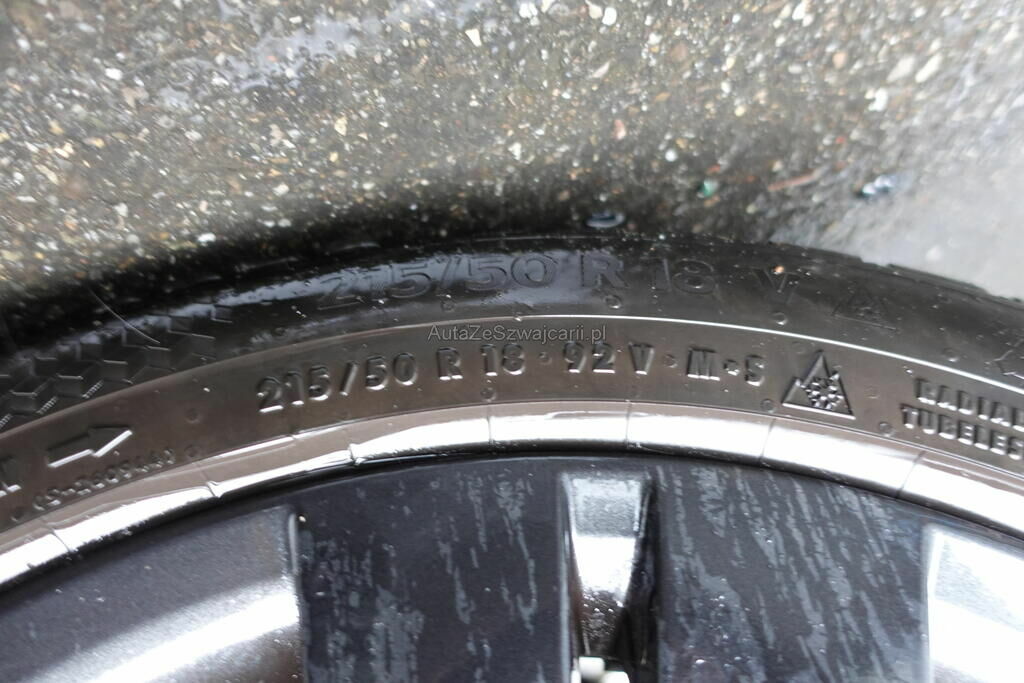 215/50 R 18 V
AutaZeSzwajcarii.pl
215/50 R 18 · 92 V · M+S
RADIAL
TUBELESS